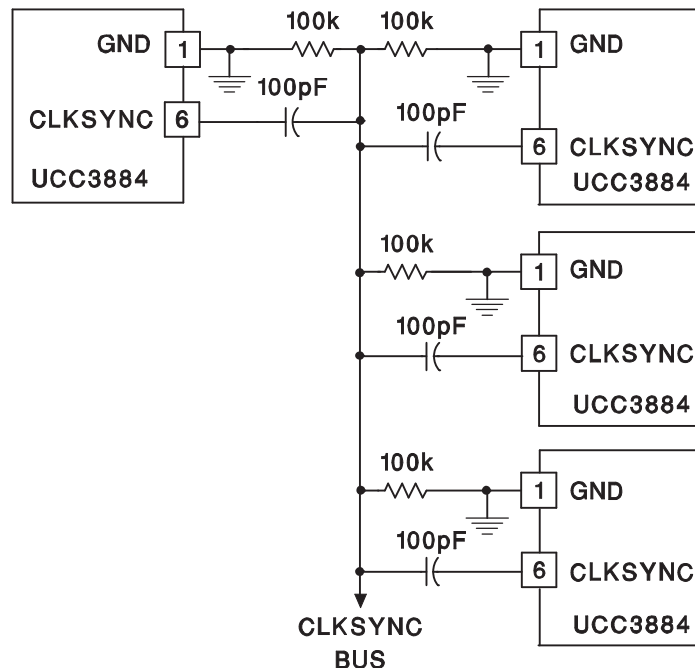 GND 1 100k 100k 1 GND
100pF
CLKSYNC 6 100pF
6 CLKSYNC
UCC3884 UCC3884
100k
1 GND
100pF
6 CLKSYNC
UCC3884
100k
1 GND
100pF
6 CLKSYNC
CLKSYNC
BUS
UCC3884